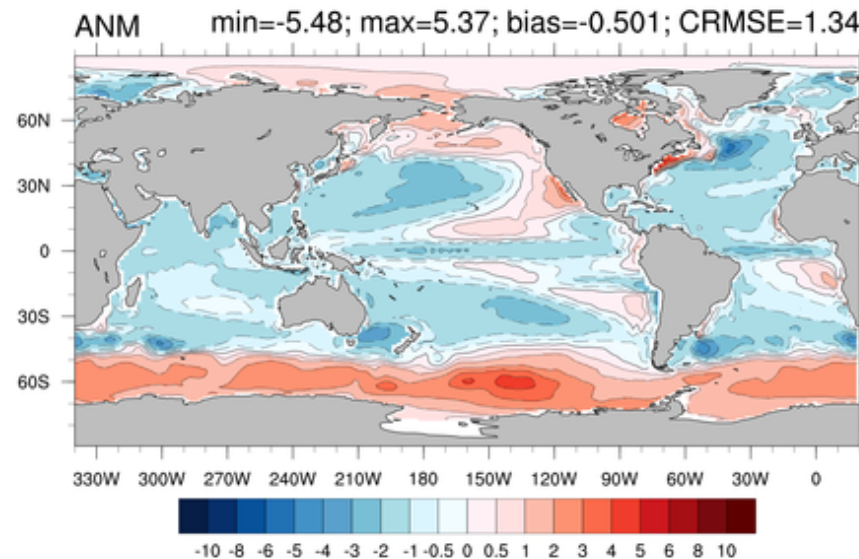 ANM min=-5.48; max=5.37; bias=-0.501; CRMSE=1.34
60N
30N
0
30S
60S
330W 300W 270W 240W 210W 180 150W 120W 90W 60W 30W 0
-10 -8 -6 -5 -4 -3 -2 -1 -0.5 0 0.5 1 2 3 4 5 6 8 10